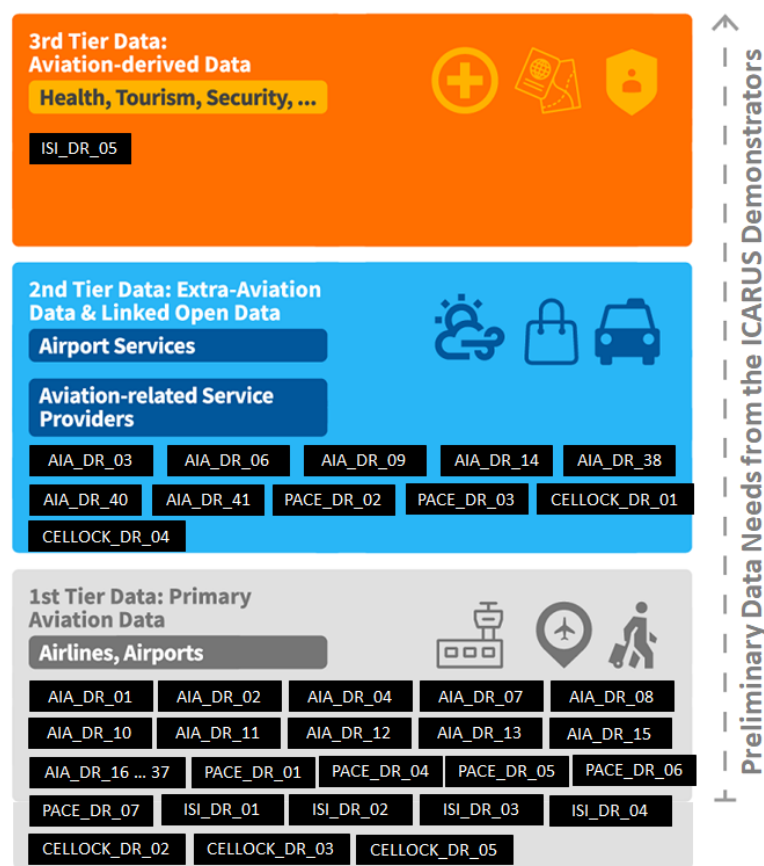 3rd Tier Data:
Aviation-derived Data
Health, Tourism, Security, ...
ISI_DR_05
2nd Tier Data: Extra-Aviation
Data & Linked Open Data
Airport Services
Aviation-related Service
Providers
AIA_DR_03 AIA_DR_06 AIA_DR_09 AIA_DR_14 AIA_DR_38
AIA_DR_40 AIA_DR_41 PACE_DR_02 PACE_DR_03 CELLOCK_DR_01
CELLOCK_DR_04
1st Tier Data: Primary
Aviation Data
Airlines, Airports
AIA_DR_01 AIA_DR_02 AIA_DR_04 AIA_DR_07 AIA_DR_08
AIA_DR_10 AIA_DR_11 AIA_DR_12 AIA_DR_13 AIA_DR_15
AIA_DR_16 ... 37 PACE_DR_01 PACE_DR_04 PACE_DR_05 PACE_DR_06
PACE_DR_07 ISI_DR_01 ISI_DR_02 ISI_DR_03 ISI_DR_04
CELLOCK_DR_02 CELLOCK_DR_03 CELLOCK_DR_05
Preliminary Data Needs from the ICARUS Demonstrators